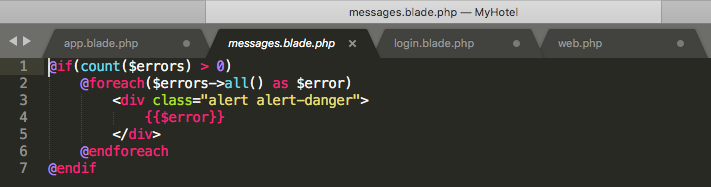 messages.blade.php — MyHotel
app.blade.php messages.blade.php × login.blade.php web.php
1 @if(count($errors) > 0)
2     @foreach($errors->all() as $error)
3         <div class="alert alert-danger">
4             {{$error}}
5         </div>
6     @endforeach
7 @endif